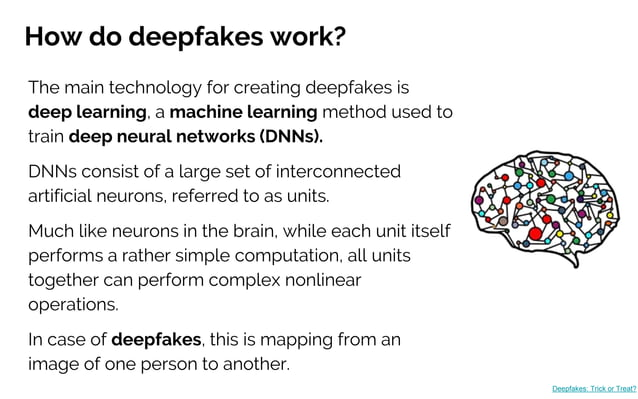 How do deepfakes work?
The main technology for creating deepfakes is
deep learning, a machine learning method used to
train deep neural networks (DNNs).
DNNs consist of a large set of interconnected
artificial neurons, referred to as units.
Much like neurons in the brain, while each unit itself
performs a rather simple computation, all units
together can perform complex nonlinear
operations.
In case of deepfakes, this is mapping from an
image of one person to another.
Deepfakes: Trick or Treat?